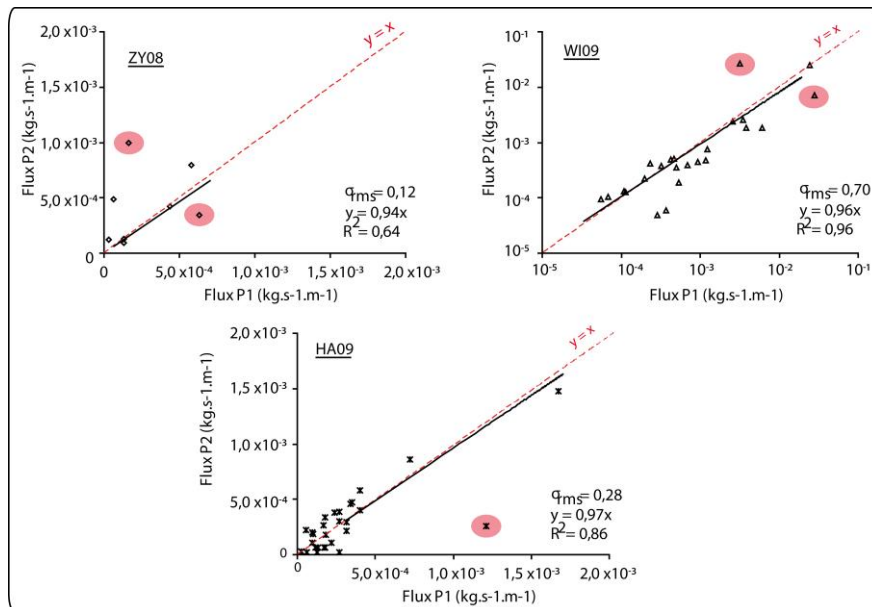 ZY08
y = x
2,0 x10-3
1,5 x10-3
1,0 x10-3
5,0 x10-4
0
Flux P2 (kg.s-1.m-1)
qrms = 0,12
y = 0,94x
R2 = 0,64
0
5,0 x10-4
1,0 x10-3
1,5 x10-3
2,0 x10-3
Flux P1 (kg.s-1.m-1)
WI09
y = x
10-1
10-2
10-3
10-4
10-5
Flux P2 (kg.s-1.m-1)
qrms = 0,70
y = 0,96x
R2 = 0,96
10-5
10-4
10-3
10-2
10-1
Flux P1 (kg.s-1.m-1)
HA09
y = x
2,0 x10-3
1,5 x10-3
1,0 x10-3
5,0 x10-4
0
Flux P2 (kg.s-1.m-1)
qrms = 0,28
y = 0,97x
R2 = 0,86
0
5,0 x10-4
1,0 x10-3
1,5 x10-3
2,0 x10-3
Flux P1 (kg.s-1.m-1)